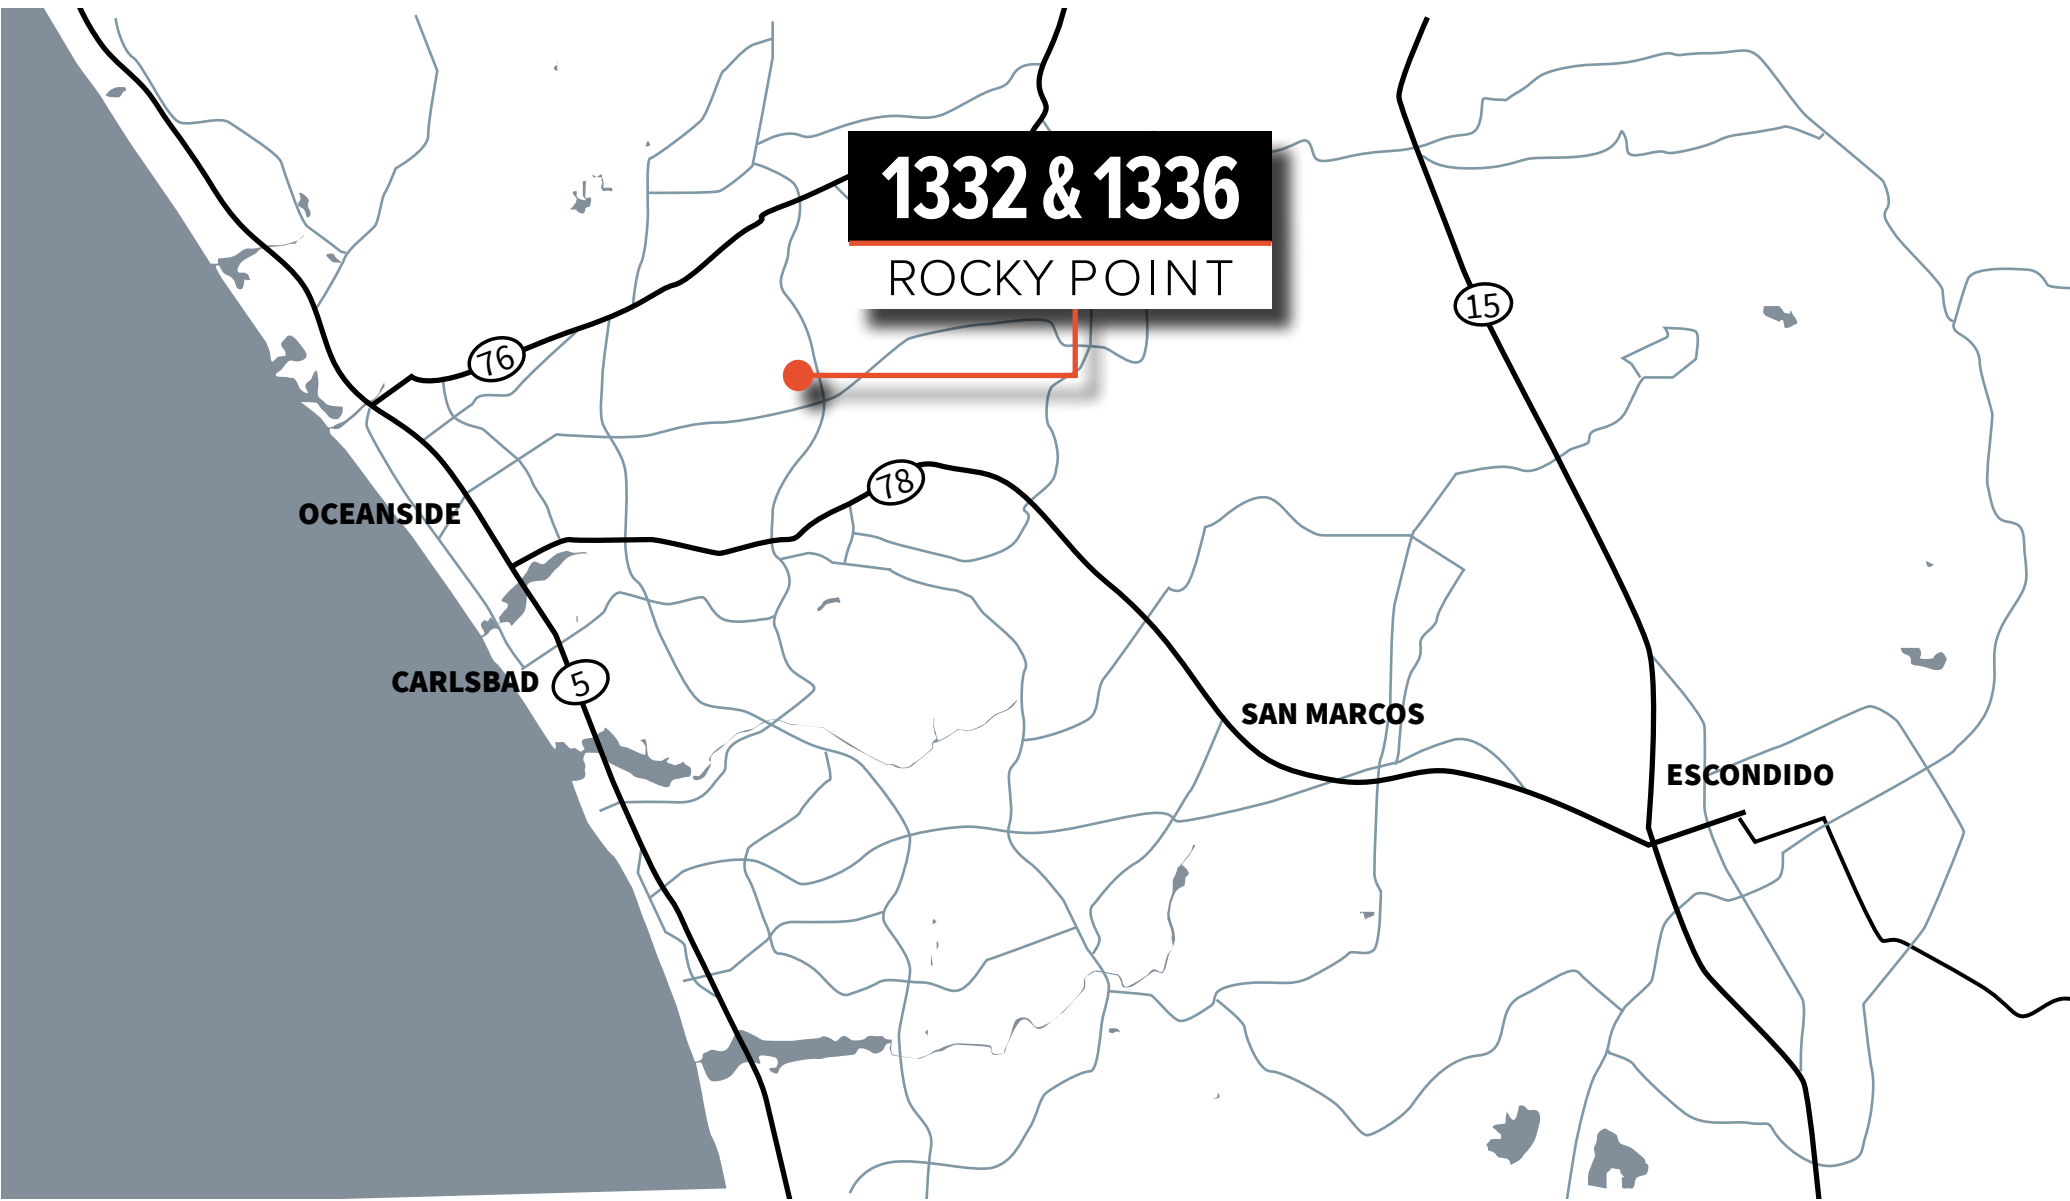 1332 & 1336
ROCKY POINT
15
76
78
OCEANSIDE
CARLSBAD
5
SAN MARCOS
ESCONDIDO